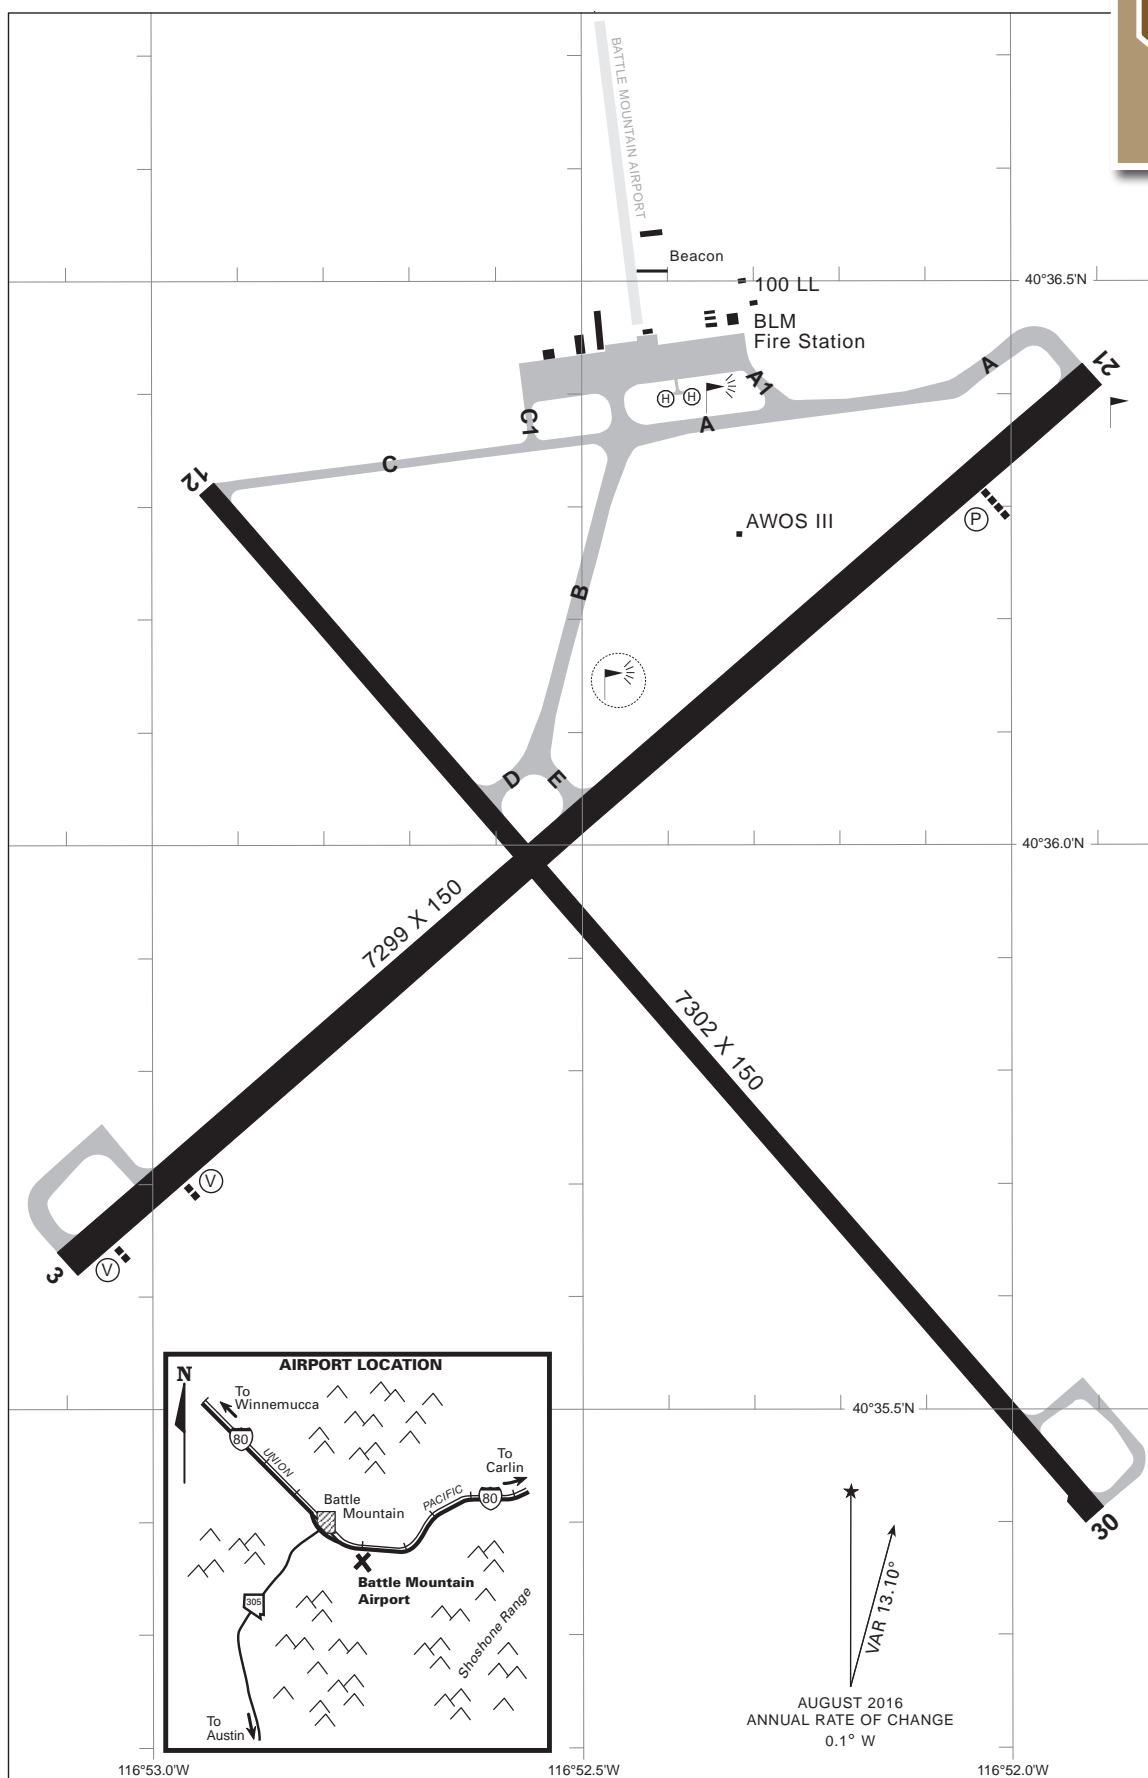 BATTLE MOUNTAIN AIRPORT
Beacon
40°36.5'N
100 LL
BLM
Fire Station
A
21
A1
H
H
C1
A
C
12
P
AWOS III
B
D
E
40°36.0'N
7299 X 150
7302 X 150
V
V
3
AIRPORT LOCATION
N
To
Winnemucca
80
UNION
To
Carlin
80
PACIFIC
Battle
Mountain
Battle Mountain
Airport
305
Shoshone Range
To
Austin
40°35.5'N
30
VAR 13.10°
AUGUST 2016
ANNUAL RATE OF CHANGE
0.1° W
116°53.0'W
116°52.5'W
116°52.0'W